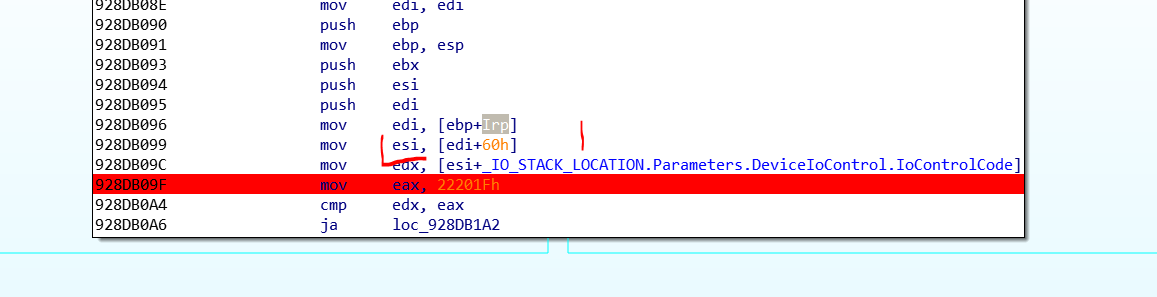 928DB08E mov edi, edi
928DB090 push ebp
928DB091 mov ebp, esp
928DB093 push ebx
928DB094 push esi
928DB095 push edi
928DB096 mov edi, [ebp+Irp]
928DB099 mov esi, [edi+60h]
928DB09C mov edx, [esi+_IO_STACK_LOCATION.Parameters.DeviceIoControl.IoControlCode]
928DB09F mov eax, 22201Fh
928DB0A4 cmp edx, eax
928DB0A6 ja loc_928DB1A2